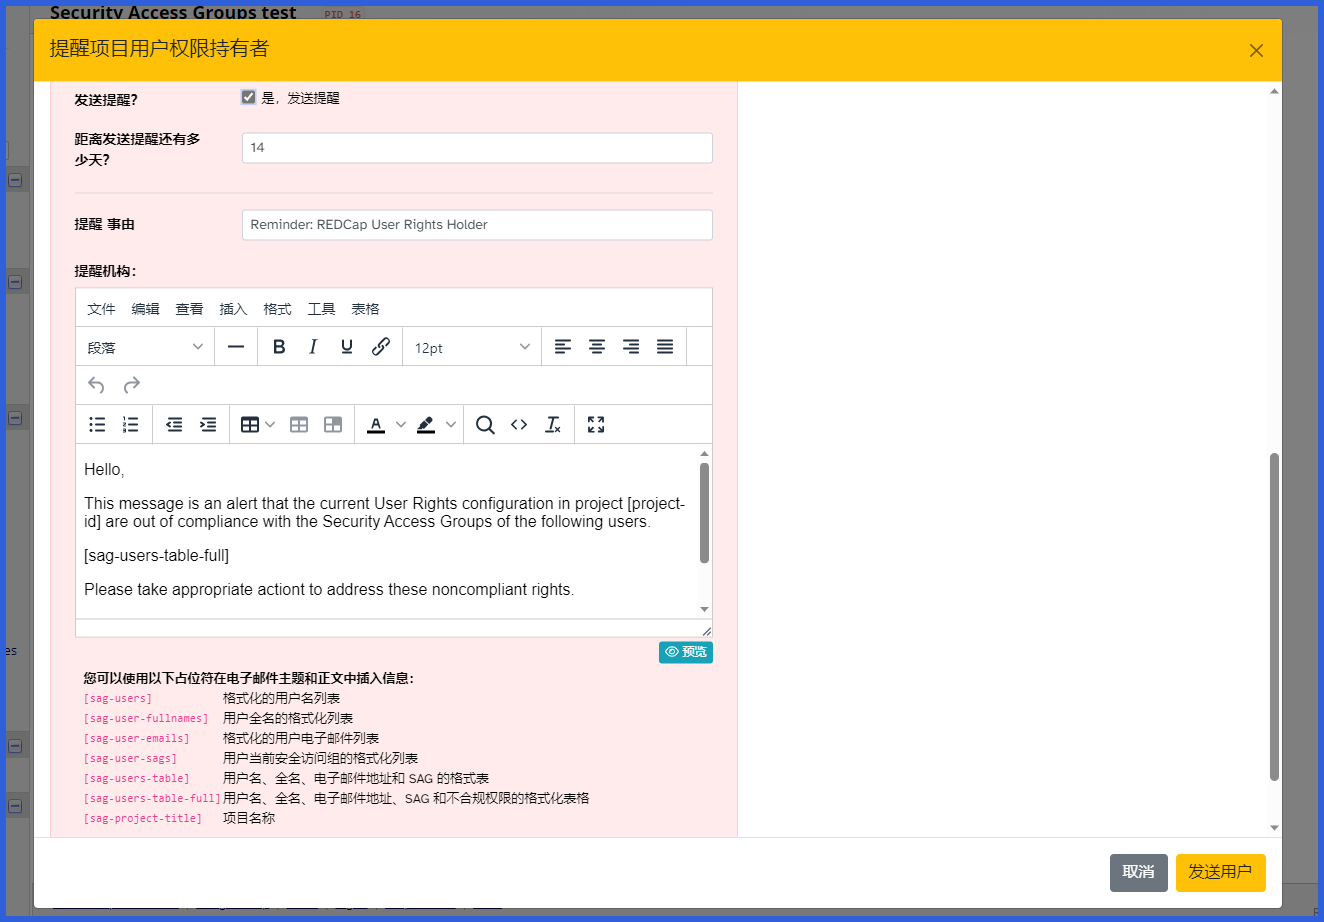 Security Access Groups test PID 16
提醒项目用户权限持有者
发送提醒?
是，发送提醒
距离发送提醒还有多
少天?
14
提醒 事由
Reminder: REDCap User Rights Holder
提醒机构:
文件 编辑 查看 插入 格式 工具 表格
段落
B I U
12pt
Hello,
This message is an alert that the current User Rights configuration in project [project-
id] are out of compliance with the Security Access Groups of the following users.
[sag-users-table-full]
Please take appropriate actiont to address these noncompliant rights.
预览
您可以使用以下占位符在电子邮件主题和正文中插入信息:
[sag-users] 格式化的用户名列表
[sag-user-fullnames] 用户全名的格式化列表
[sag-user-emails] 格式化的用户电子邮件列表
[sag-user-sags] 用户当前安全访问组的格式化列表
[sag-users-table] 用户名、全名、电子邮件地址和 SAG 的格式表
[sag-users-table-full] 用户名、全名、电子邮件地址、SAG 和不合规权限的格式化表格
[sag-project-title] 项目名称
取消 发送用户